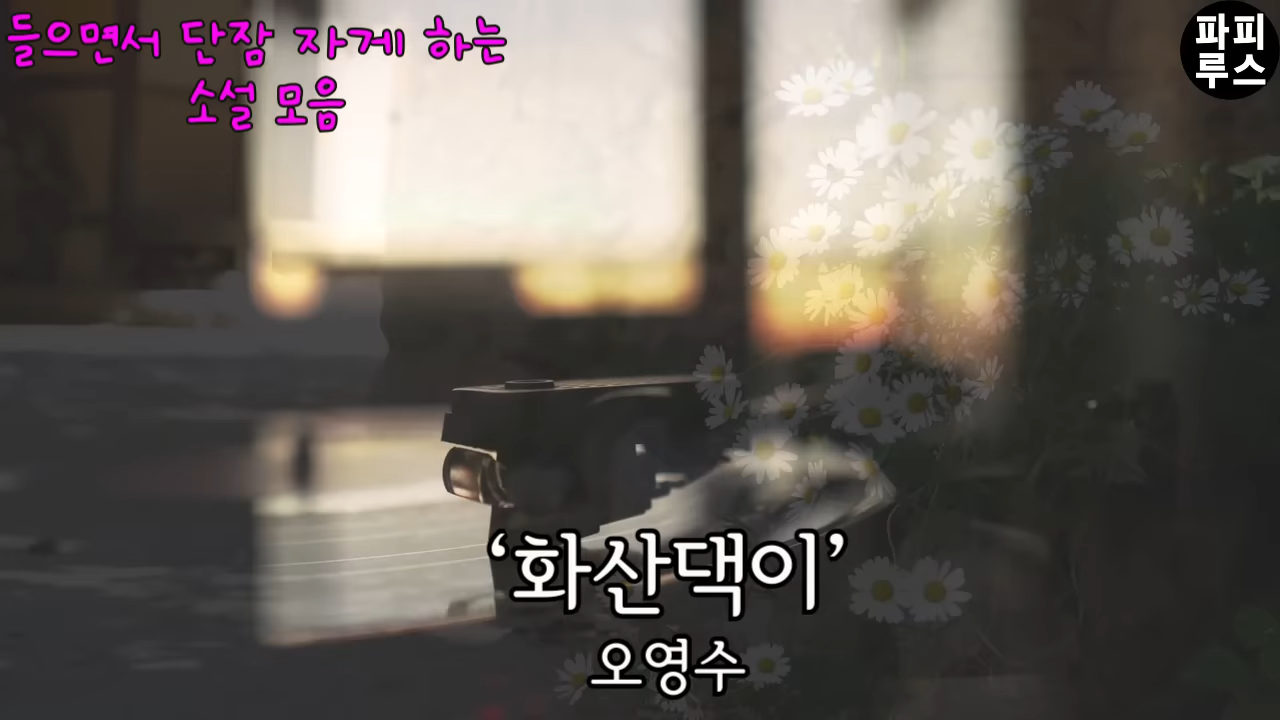 들으면서 단잠 자게 하는
소설 모음
파피
루스
‘화산댁이’
오영수